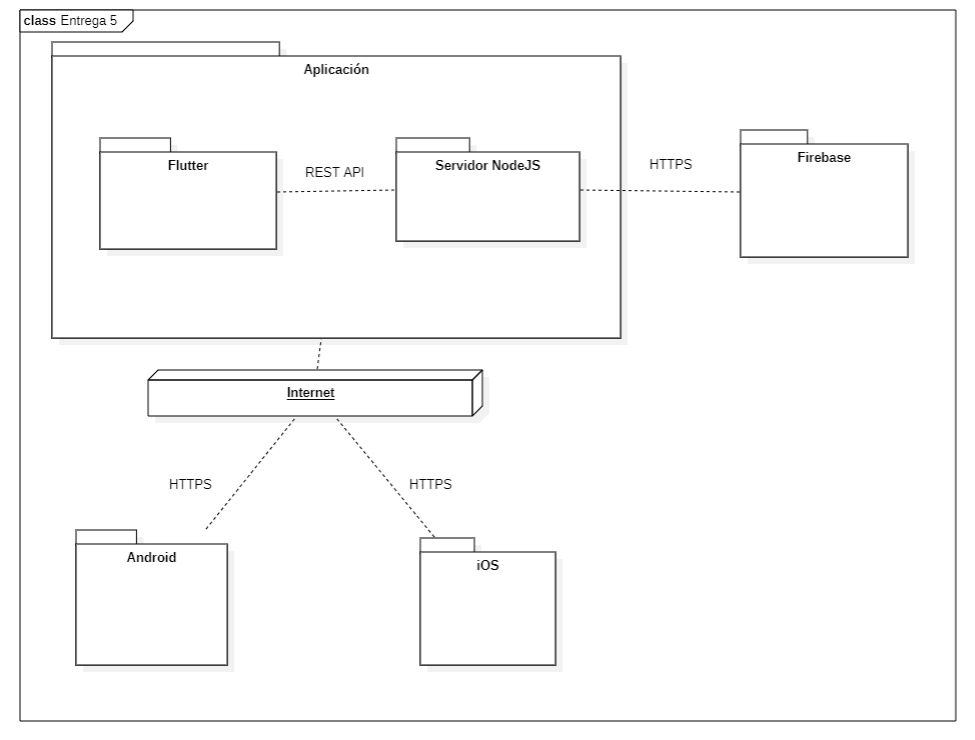 class Entrega 5
Aplicación
Flutter
REST API
Servidor NodeJS
HTTPS
Firebase
Internet
HTTPS
HTTPS
Android
iOS